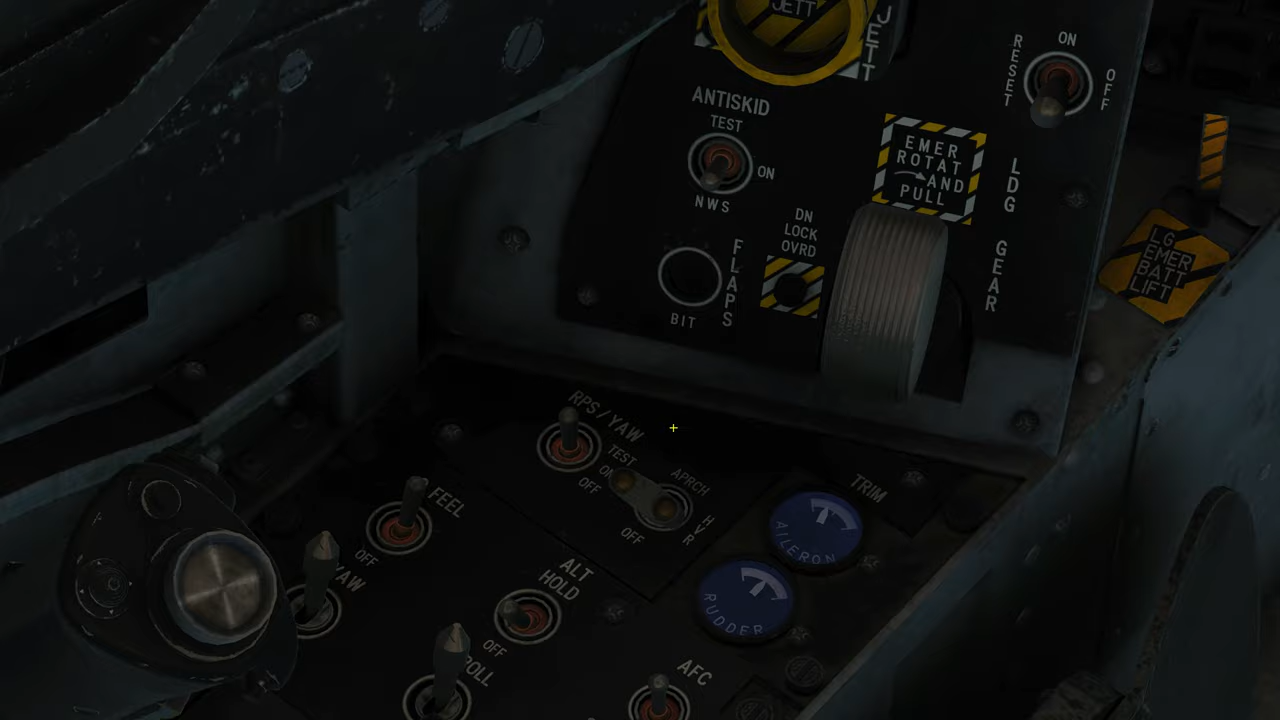 JETT
JETT
ON
RESET
OFF
ANTISKID
TEST
ON
NWS
EMER
ROTAT
AND
PULL
LDG
GEAR
DN
LOCK
OVRD
FLAPS
BIT
LG
EMER
BATT
LIFT
RPS / YAW
TEST
ON
OFF
APRCH
HVR
OFF
TRIM
AILERON
RUDDER
FEEL
OFF
YAW
ALT
HOLD
OFF
ROLL
AFC